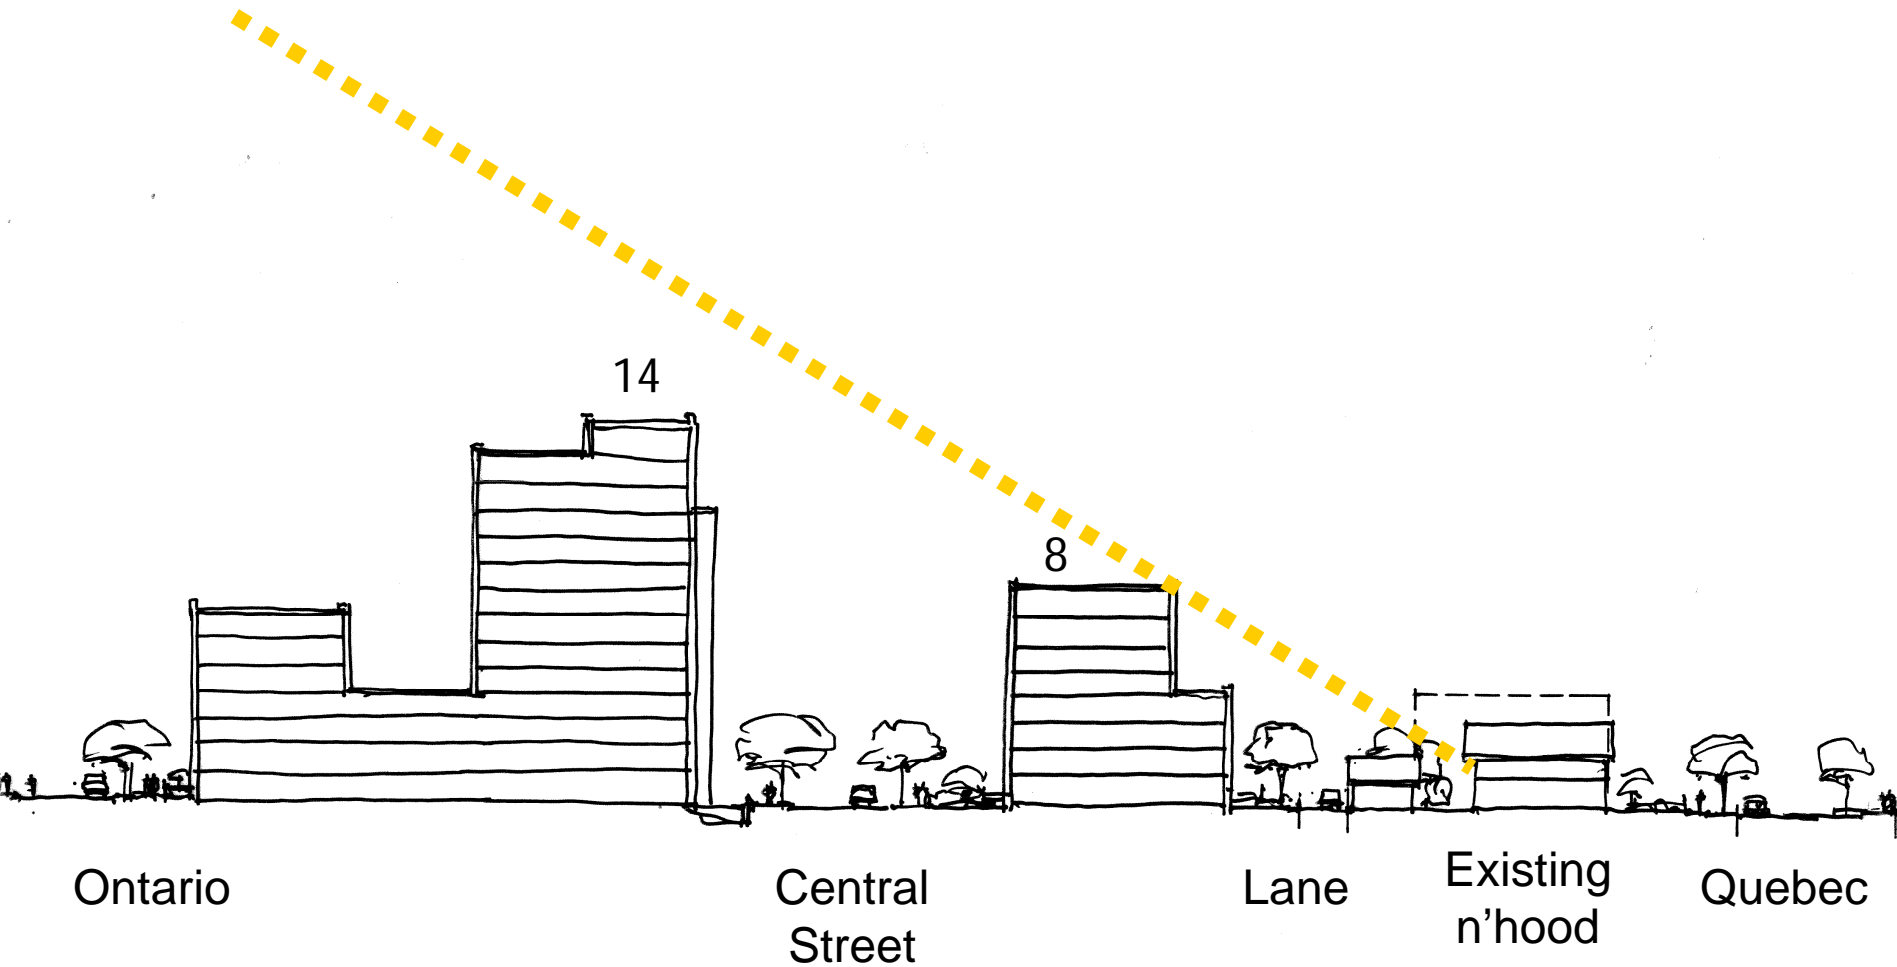 14
8
Ontario
Central
Street
Lane
Existing
n'hood
Quebec